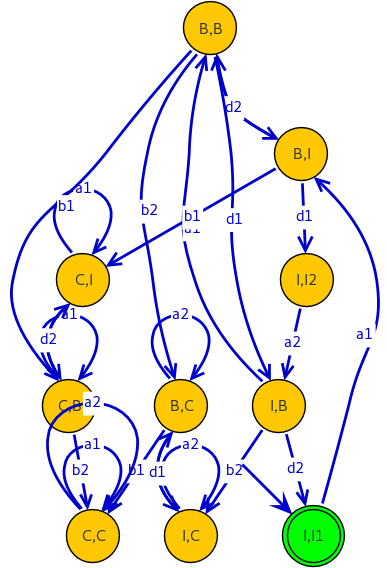 B,B
d2
B,I
a1
b1
b2
b1
d1
d1
C,I
I,I2
d2
a1
a2
a2
a1
C,B
B,C
I,B
a2
a1
b2
b1
d1
a2
b2
d2
C,C
I,C
I,I1